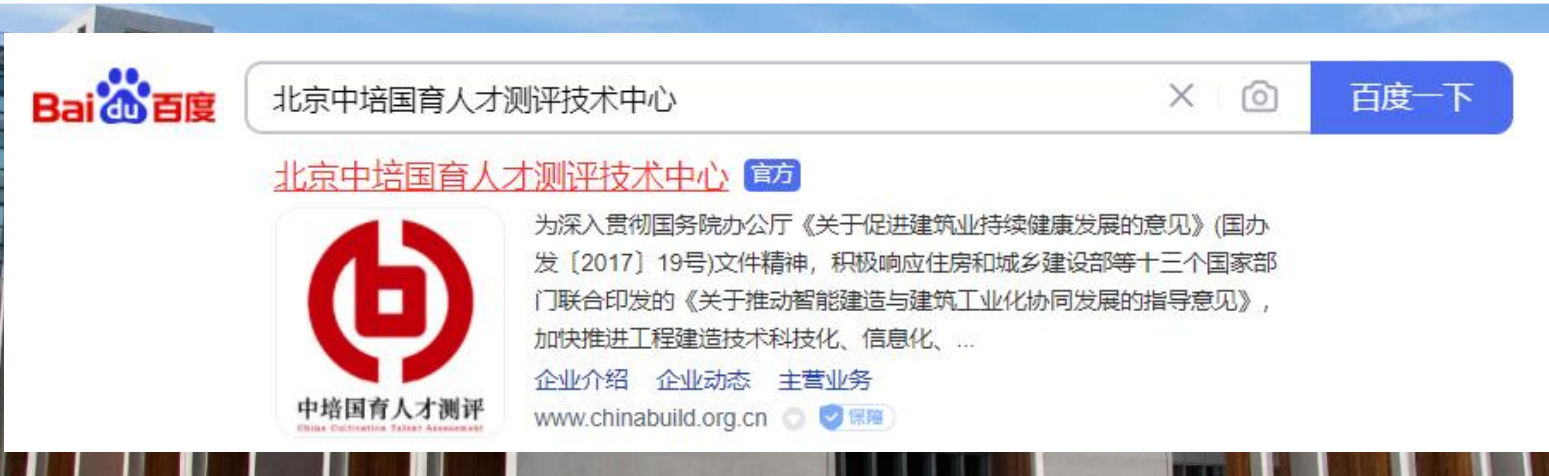 Bai du 百度
北京中培国育人才测评技术中心
百度一下
北京中培国育人才测评技术中心 官方
为深入贯彻国务院办公厅《关于促进建筑业持续健康发展的意见》(国办
发〔2017〕19号)文件精神，积极响应住房和城乡建设部等十三个国家部
门联合印发的《关于推动智能建造与建筑工业化协同发展的指导意见》，
加快推进工程建造技术科技化、信息化、...
企业介绍 企业动态 主营业务
中培国育人才测评
China Cultivation Talent Assessment
www.chinabuild.org.cn 保障